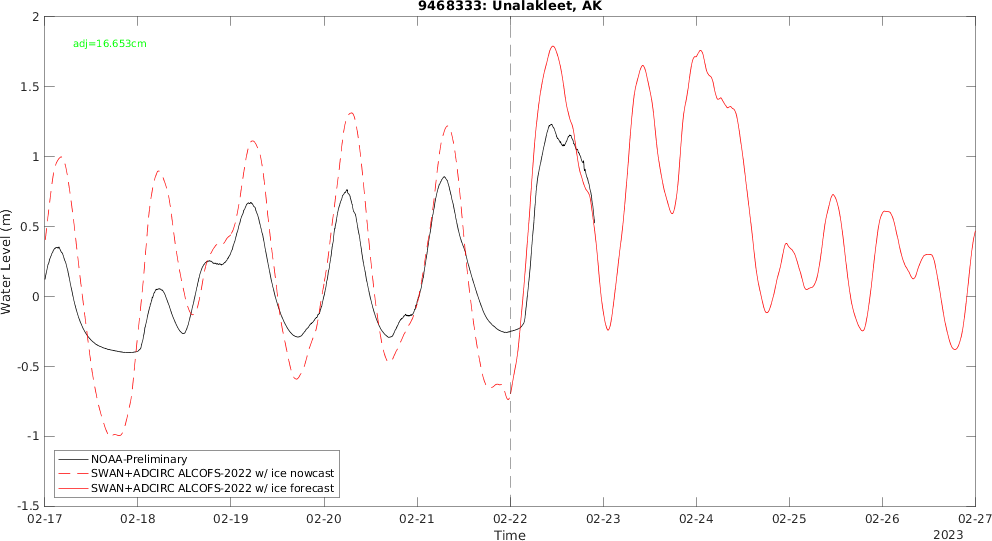 9468333: Unalakleet, AK
adj=16.653cm
2
1.5
1
0.5
0
-0.5
-1
-1.5
Water Level (m)
NOAA-Preliminary
SWAN+ADCIRC ALCOFS-2022 w/ ice nowcast
SWAN+ADCIRC ALCOFS-2022 w/ ice forecast
02-17 02-18 02-19 02-20 02-21 02-22 02-23 02-24 02-25 02-26 02-27
Time
2023